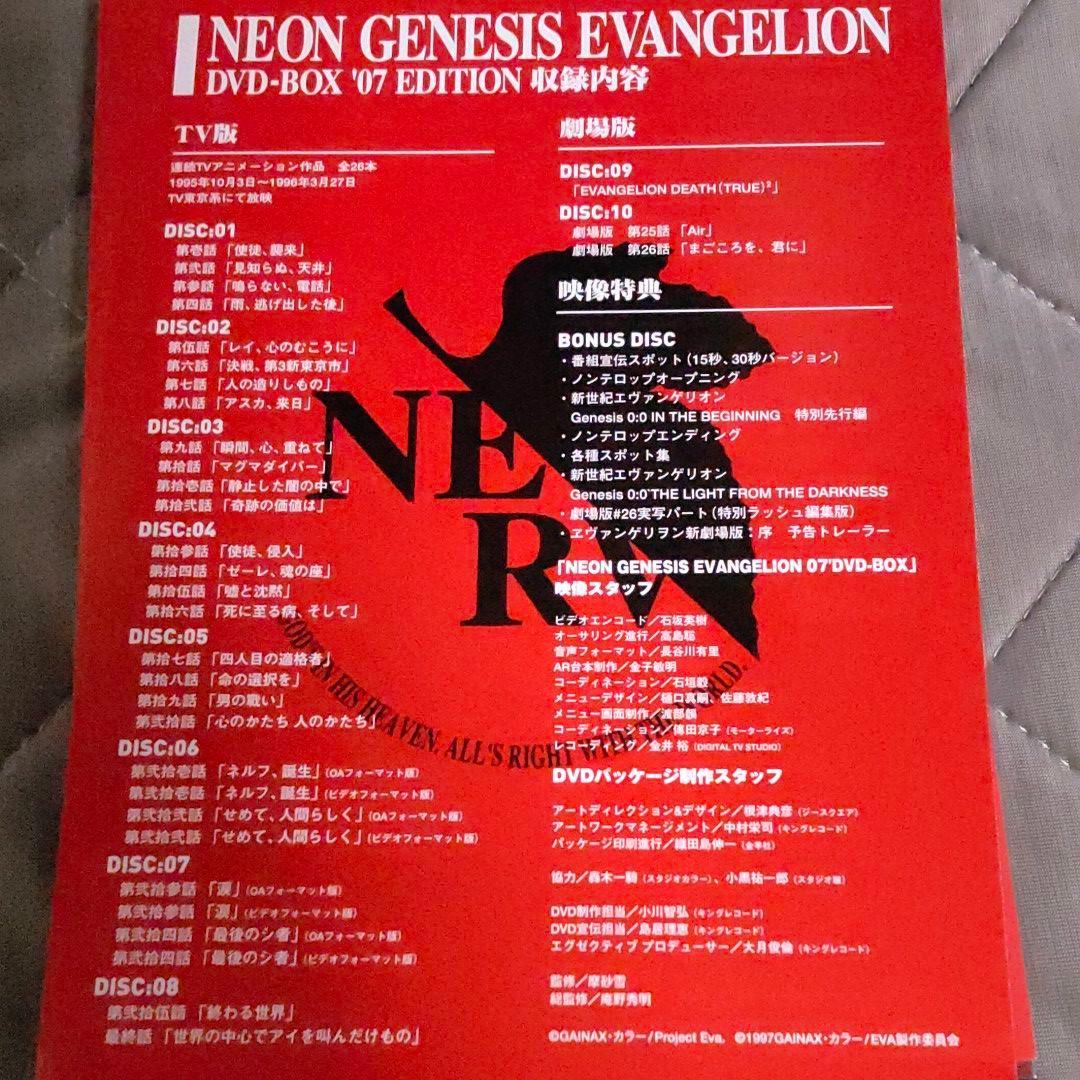 NEON GENESIS EVANGELION
DVD-BOX '07 EDITION 収録内容
TV版
連続TVアニメーション作品　全26本
1995年10月3日〜1996年3月27日
TV東京系にて放映
DISC:01
第壱話「使徒、襲来」
第弐話「見知らぬ、天井」
第参話「鳴らない、電話」
第四話「雨、逃げ出した後」
DISC:02
第伍話「レイ、心のむこうに」
第六話「決戦、第3新東京市」
第七話「人の造りしもの」
第八話「アスカ、来日」
DISC:03
第九話「瞬間、心、重ねて」
第拾話「マグマダイバー」
第拾壱話「静止した闇の中で」
第拾弐話「奇跡の価値は」
DISC:04
第拾参話「使徒、侵入」
第拾四話「ゼーレ、魂の座」
第拾伍話「嘘と沈黙」
第拾六話「死に至る病、そして」
DISC:05
第拾七話「四人目の適格者」
第拾八話「命の選択を」
第拾九話「男の戦い」
第弐拾話「心のかたち 人のかたち」
DISC:06
第弐拾壱話「ネルフ、誕生」(OAフォーマット版)
第弐拾壱話「ネルフ、誕生」(ビデオフォーマット版)
第弐拾弐話「せめて、人間らしく」(OAフォーマット版)
第弐拾弐話「せめて、人間らしく」(ビデオフォーマット版)
DISC:07
第弐拾参話「涙」(OAフォーマット版)
第弐拾参話「涙」(ビデオフォーマット版)
第弐拾四話「最後のシ者」(OAフォーマット版)
第弐拾四話「最後のシ者」(ビデオフォーマット版)
DISC:08
第弐拾伍話「終わる世界」
最終話「世界の中心でアイを叫んだけもの」
劇場版
DISC:09
「EVANGELION DEATH(TRUE)²」
DISC:10
劇場版　第25話「Air」
劇場版　第26話「まごころを、君に」
映像特典
BONUS DISC
・番組宣伝スポット(15秒、30秒バージョン)
・ノンテロップオープニング
・新世紀エヴァンゲリオン
Genesis 0:0 IN THE BEGINNING　特別先行編
・ノンテロップエンディング
・各種スポット集
・新世紀エヴァンゲリオン
Genesis 0:0'THE LIGHT FROM THE DARKNESS
・劇場版#26実写パート(特別ラッシュ編集版)
・ヱヴァンゲリヲン新劇場版：序　予告トレーラー
「NEON GENESIS EVANGELION 07'DVD-BOX」
映像スタッフ
ビデオエンコード／石坂英樹
オーサリング進行／高島聡
音声フォーマット／長谷川有里
AR台本制作／金子敏明
コーディネーション／石垣毅
メニューデザイン／樋口真嗣、佐藤敦紀
メニュー画面制作／渡部韻
コーディネーション／傳田京子(モーターライズ)
レコーディング／金井 裕(DIGITAL TV STUDIO)
DVDパッケージ制作スタッフ
アートディレクション&デザイン／根津典彦(ジースクエア)
アートワークマネージメント／中村栄司(キングレコード)
パッケージ印刷進行／織田島伸一(金羊社)
協力／轟木一騎(スタジオカラー)、小黒祐一郎(スタジオ雄)
DVD制作担当／小川智弘(キングレコード)
DVD宣伝担当／島居理恵(キングレコード)
エグゼクティブ プロデューサー／大月俊倫(キングレコード)
監修／摩砂雪
総監修／庵野秀明
©GAINAX・カラー/Project Eva.　©1997GAINAX・カラー/EVA製作委員会
NERV
GOD'S IN HIS HEAVEN. ALL'S RIGHT WITH THE WORLD.